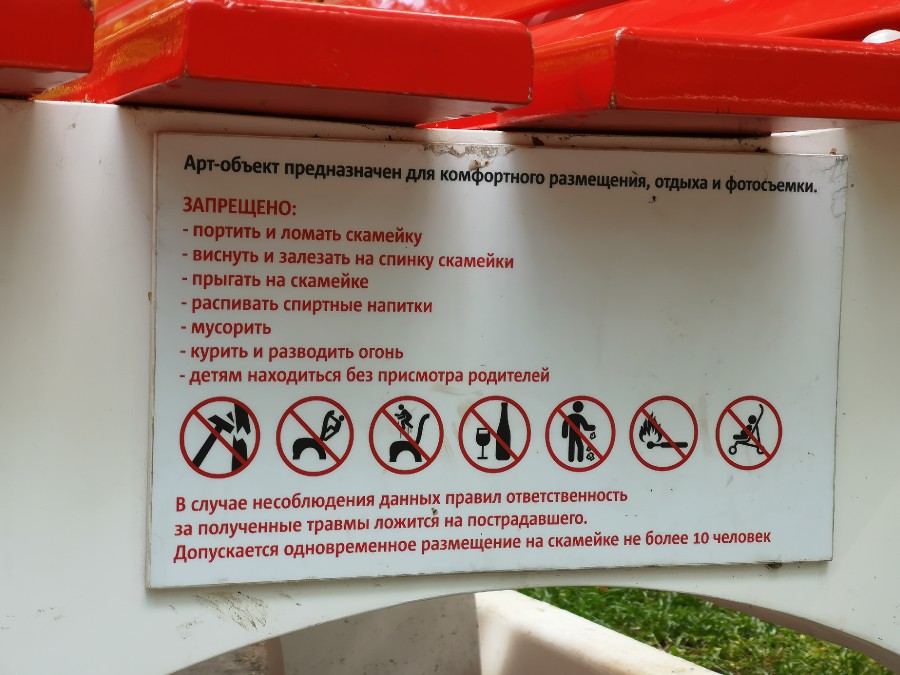 Арт-объект предназначен для комфортного размещения, отдыха и фотосъемки.
ЗАПРЕЩЕНО:
- портить и ломать скамейку
- виснуть и залезать на спинку скамейки
- прыгать на скамейке
- распивать спиртные напитки
- мусорить
- курить и разводить огонь
- детям находиться без присмотра родителей
В случае несоблюдения данных правил ответственность
за полученные травмы ложится на пострадавшего.
Допускается одновременное размещение на скамейке не более 10 человек